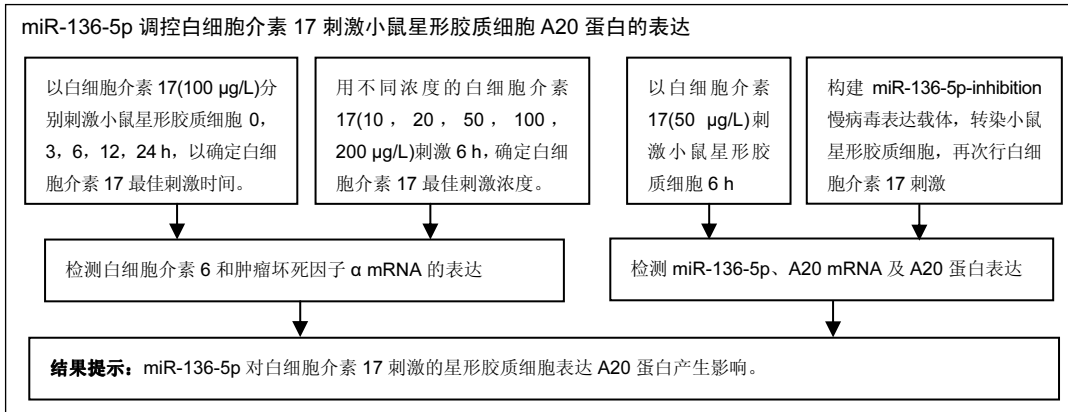 miR-136-5p 调控白细胞介素 17 刺激小鼠星形胶质细胞 A20 蛋白的表达
以白细胞介素 17(100 μg/L)分
别刺激小鼠星形胶质细胞 0，
3，6，12，24 h，以确定白细
胞介素 17 最佳刺激时间。
用不同浓度的白细胞介素
17(10，20，50，100，
200 μg/L)刺激 6 h，确定白细
胞介素 17 最佳刺激浓度。
以白细胞介素
17(50 μg/L)刺
激小鼠星形胶
质细胞 6 h
构建 miR-136-5p-inhibition
慢病毒表达载体，转染小鼠
星形胶质细胞，再次行白细
胞介素 17 刺激
检测白细胞介素 6 和肿瘤坏死因子 α mRNA 的表达
检测 miR-136-5p、A20 mRNA 及 A20 蛋白表达
结果提示：miR-136-5p 对白细胞介素 17 刺激的星形胶质细胞表达 A20 蛋白产生影响。